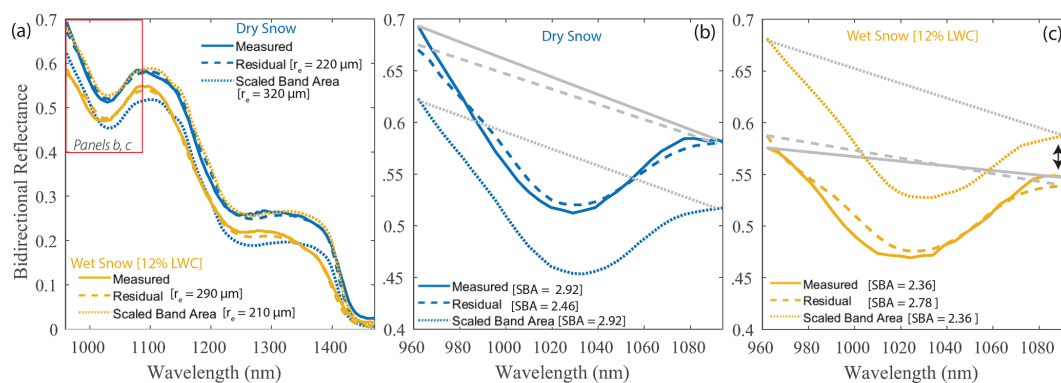 Bidirectional Reflectance
0.7
0.6
0.5
0.4
0.3
0.2
0.1
0
(a)
Dry Snow
Measured
Residual [r_e = 220 μm]
Scaled Band Area
[r_e = 320 μm]
Panels b, c
Wet Snow [12% LWC]
Measured
Residual [r_e = 290 μm]
Scaled Band Area [r_e = 210 μm]
1000 1100 1200 1300 1400
Wavelength (nm)
0.7
.65
0.6
.55
0.5
.45
0.4
(b)
Dry Snow
Measured [SBA = 2.92]
Residual [SBA = 2.46]
Scaled Band Area [SBA = 2.92]
960 980 1000 1020 1040 1060 1080
Wavelength (nm)
0.7
.65
0.6
.55
0.5
.45
0.4
Wet Snow [12% LWC]
(c)
Measured [SBA = 2.36]
Residual [SBA = 2.78]
Scaled Band Area [SBA = 2.36 ]
960 980 1000 1020 1040 1060 1080
Wavelength (nm)